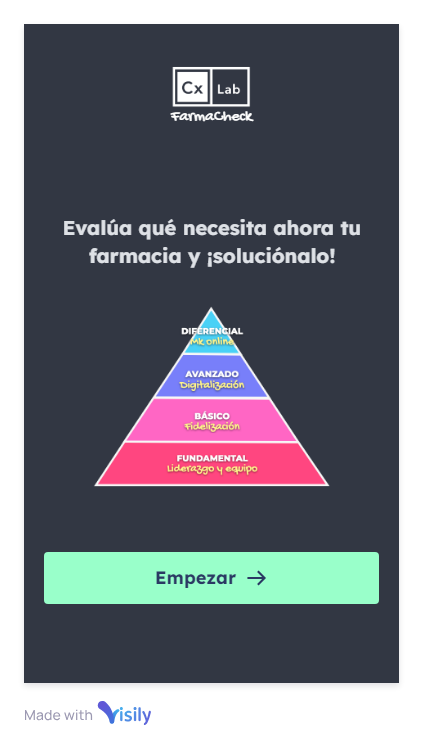 Cx Lab
FarmaCheck
Evalúa qué necesita ahora tu
farmacia y ¡soluciónalo!
DIFERENCIAL
Mk online
AVANZADO
Digitalización
BÁSICO
Fidelización
FUNDAMENTAL
Liderazgo y equipo
Empezar →
Made with Visily